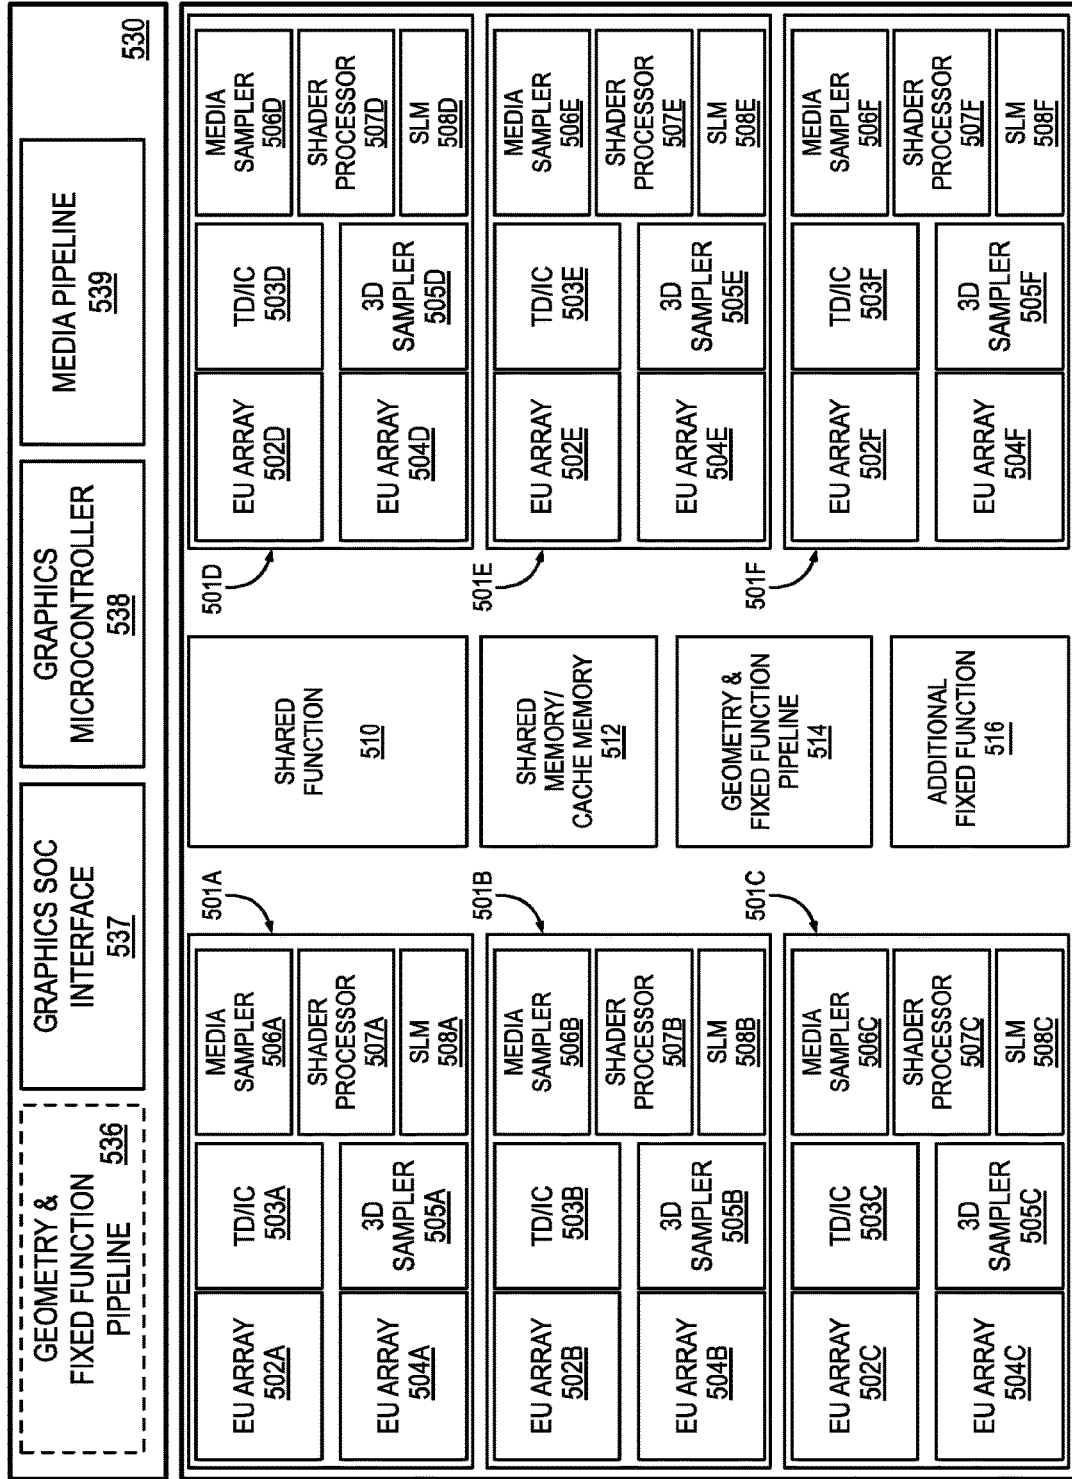 GEOMETRY &
FIXED FUNCTION
PIPELINE
536
GRAPHICS SOC
INTERFACE
537
GRAPHICS
MICROCONTROLLER
538
MEDIA PIPELINE
539
530
501A
EU ARRAY
502A
TD/IC
503A
MEDIA
SAMPLER
506A
SHADER
PROCESSOR
507A
EU ARRAY
504A
3D
SAMPLER
505A
SLM
508A
501B
EU ARRAY
502B
TD/IC
503B
MEDIA
SAMPLER
506B
SHADER
PROCESSOR
507B
EU ARRAY
504B
3D
SAMPLER
505B
SLM
508B
501C
EU ARRAY
502C
TD/IC
503C
MEDIA
SAMPLER
506C
SHADER
PROCESSOR
507C
EU ARRAY
504C
3D
SAMPLER
505C
SLM
508C
SHARED
FUNCTION
510
SHARED
MEMORY/
CACHE MEMORY
512
GEOMETRY &
FIXED FUNCTION
PIPELINE
514
ADDITIONAL
FIXED FUNCTION
516
501D
EU ARRAY
502D
TD/IC
503D
MEDIA
SAMPLER
506D
SHADER
PROCESSOR
507D
EU ARRAY
504D
3D
SAMPLER
505D
SLM
508D
501E
EU ARRAY
502E
TD/IC
503E
MEDIA
SAMPLER
506E
SHADER
PROCESSOR
507E
EU ARRAY
504E
3D
SAMPLER
505E
SLM
508E
501F
EU ARRAY
502F
TD/IC
503F
MEDIA
SAMPLER
506F
SHADER
PROCESSOR
507F
EU ARRAY
504F
3D
SAMPLER
505F
SLM
508F